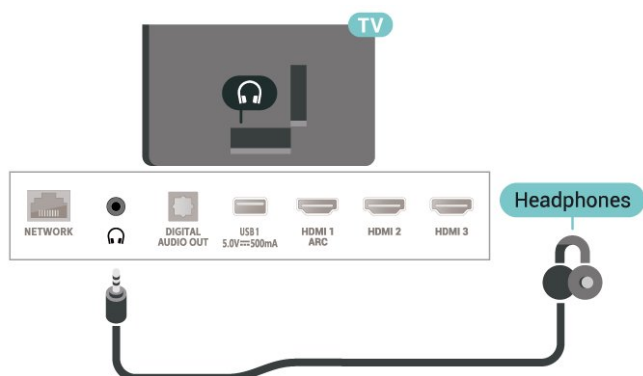 TV
NETWORK
DIGITAL
AUDIO OUT
USB 1
5.0V⎓500mA
HDMI 1
ARC
HDMI 2
HDMI 3
Headphones